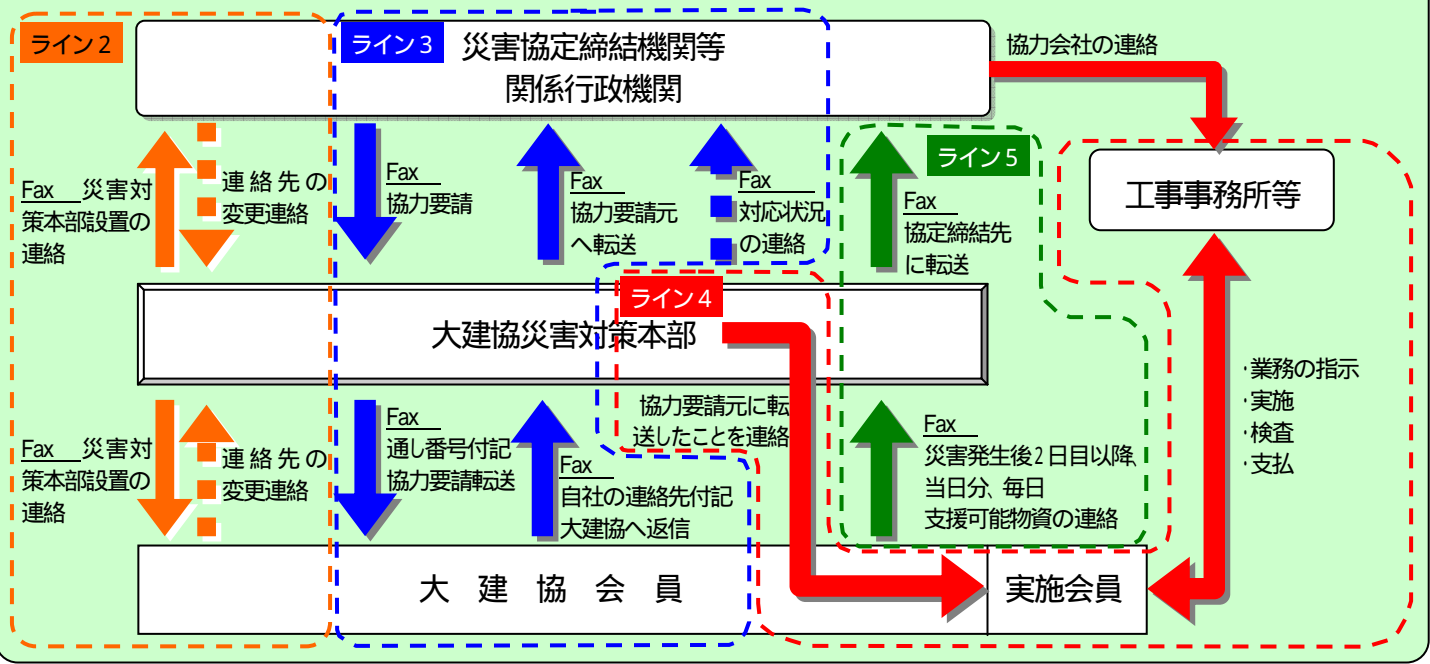 ライン2
ライン3
災害協定締結機関等
関係行政機関
協力会社の連絡
Fax 災害対
策本部設置の
連絡
連絡先の
変更連絡
Fax
協力要請
Fax
協力要請元
へ転送
Fax
対応状況
の連絡
ライン5
Fax
協定締結先
に転送
工事事務所等
ライン4
大建協災害対策本部
・業務の指示
・実施
・検査
・支払
Fax 災害対
策本部設置の
連絡
連絡先の
変更連絡
Fax
通し番号付記
協力要請転送
Fax
自社の連絡先付記
大建協へ返信
協力要請元に転
送したことを連絡
Fax
災害発生後2日目以降、
当日分、毎日
支援可能物資の連絡
大建協会員
実施会員